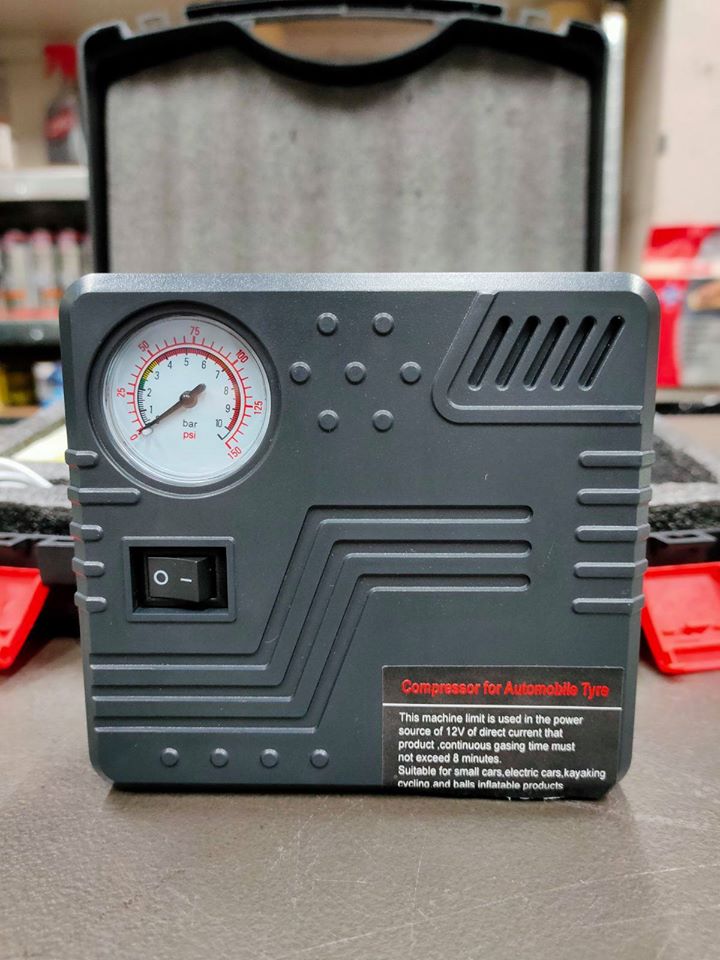 75
50 100
25 125
0 150
4 5 6
3 7
2 8
1 9
10
bar
psi
O –
Compressor for Automobile Tyre
This machine limit is used in the power
source of 12V of direct current that
product ,continuous gasing time must
not exceed 8 minutes.
Suitable for small cars,electric cars,kayaking
cycling and balls inflatable products